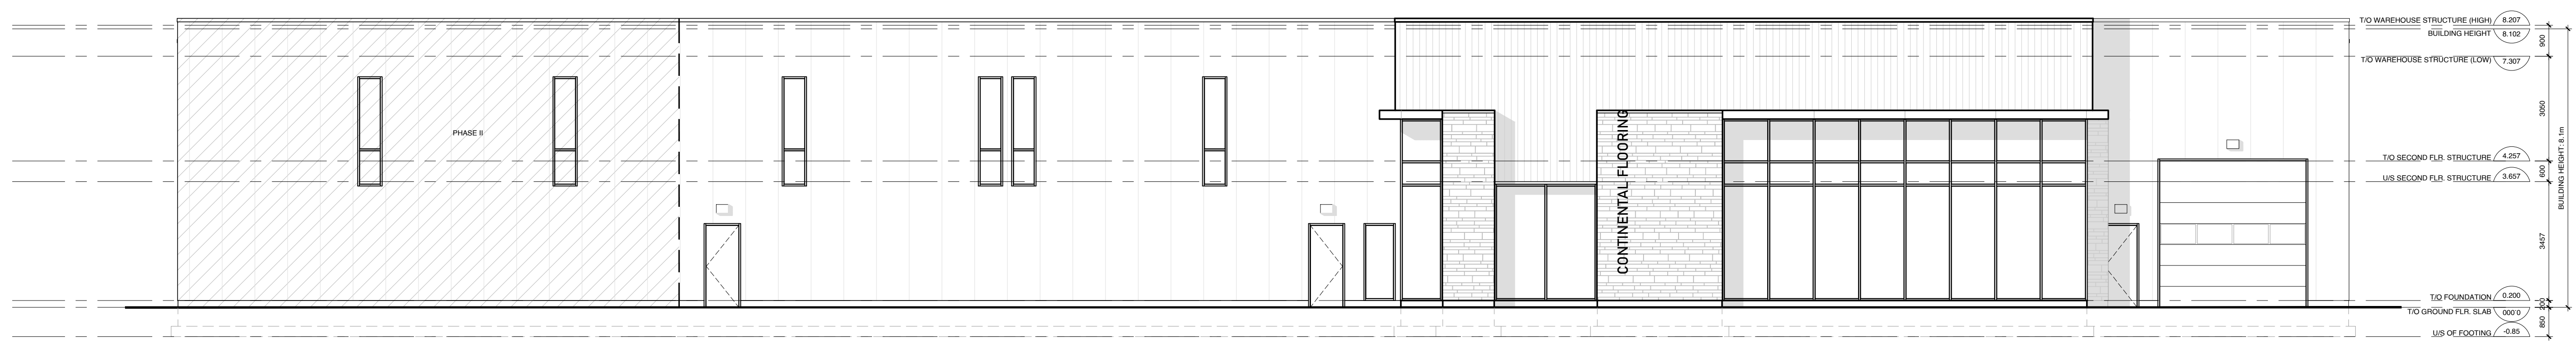 T/O WAREHOUSE STRUCTURE (HIGH) 8.207
BUILDING HEIGHT 8.102
900
T/O WAREHOUSE STRUCTURE (LOW) 7.307
3050
PHASE II
CONTINENTAL FLOORING
BUILDING HEIGHT: 8.1m
T/O SECOND FLR. STRUCTURE 4.257
600
U/S SECOND FLR. STRUCTURE 3.657
3457
T/O FOUNDATION 0.200
200
T/O GROUND FLR. SLAB 000'0
850
U/S OF FOOTING -0.85